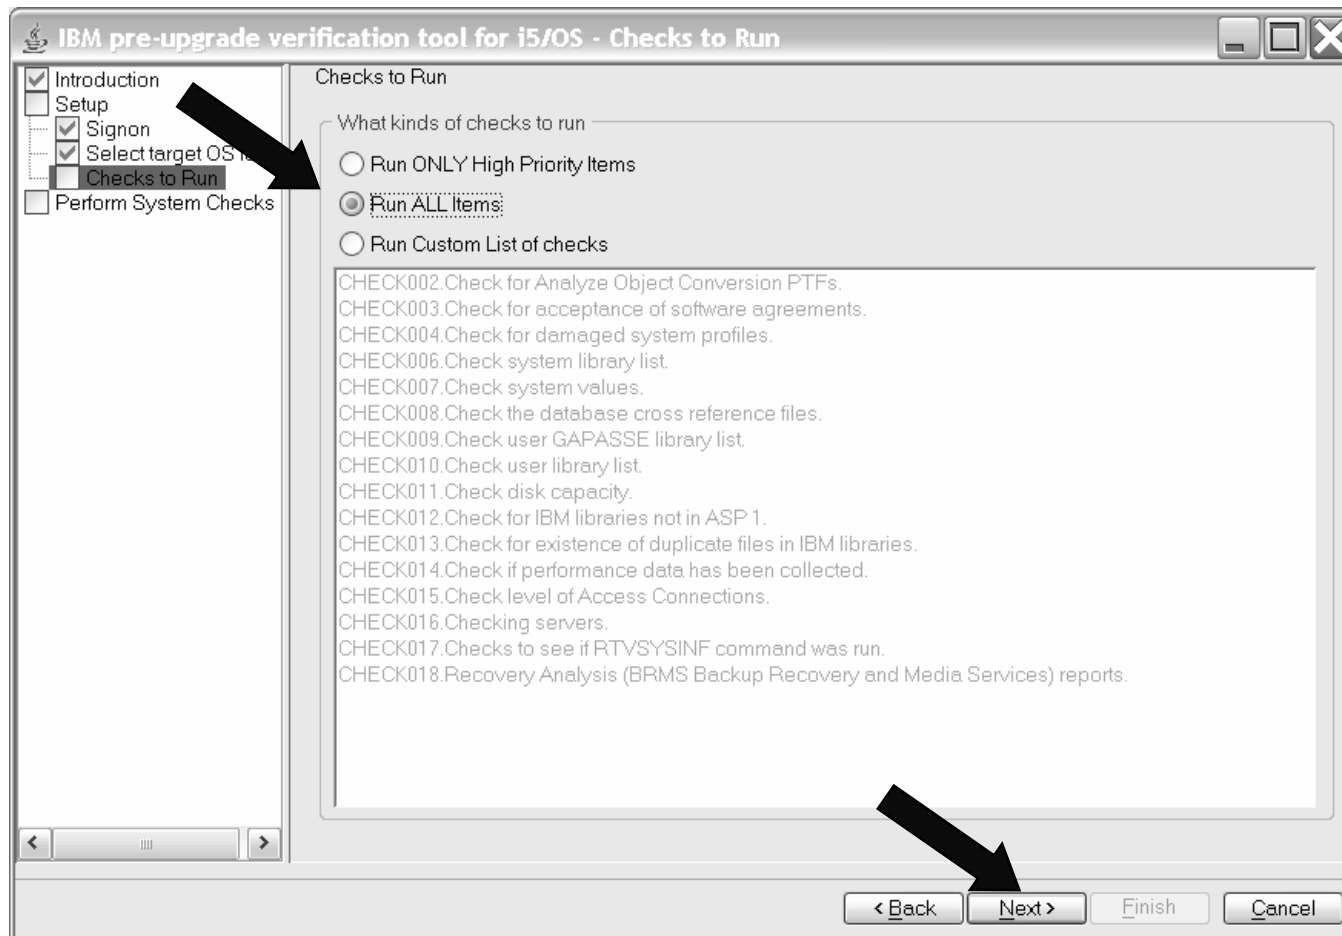 IBM pre-upgrade verification tool for i5/OS - Checks to Run
Introduction
Setup
Signon
Select target OS
Checks to Run
Perform System Checks
Checks to Run
What kinds of checks to run
Run ONLY High Priority Items
Run ALL Items
Run Custom List of checks
CHECK002.Check for Analyze Object Conversion PTFs.
CHECK003.Check for acceptance of software agreements.
CHECK004.Check for damaged system profiles.
CHECK006.Check system library list.
CHECK007.Check system values.
CHECK008.Check the database cross reference files.
CHECK009.Check user GAPASSE library list.
CHECK010.Check user library list.
CHECK011.Check disk capacity.
CHECK012.Check for IBM libraries not in ASP 1.
CHECK013.Check for existence of duplicate files in IBM libraries.
CHECK014.Check if performance data has been collected.
CHECK015.Check level of Access Connections.
CHECK016.Checking servers.
CHECK017.Checks to see if RTVSYSINF command was run.
CHECK018.Recovery Analysis (BRMS Backup Recovery and Media Services) reports.
< Back
Next >
Finish
Cancel